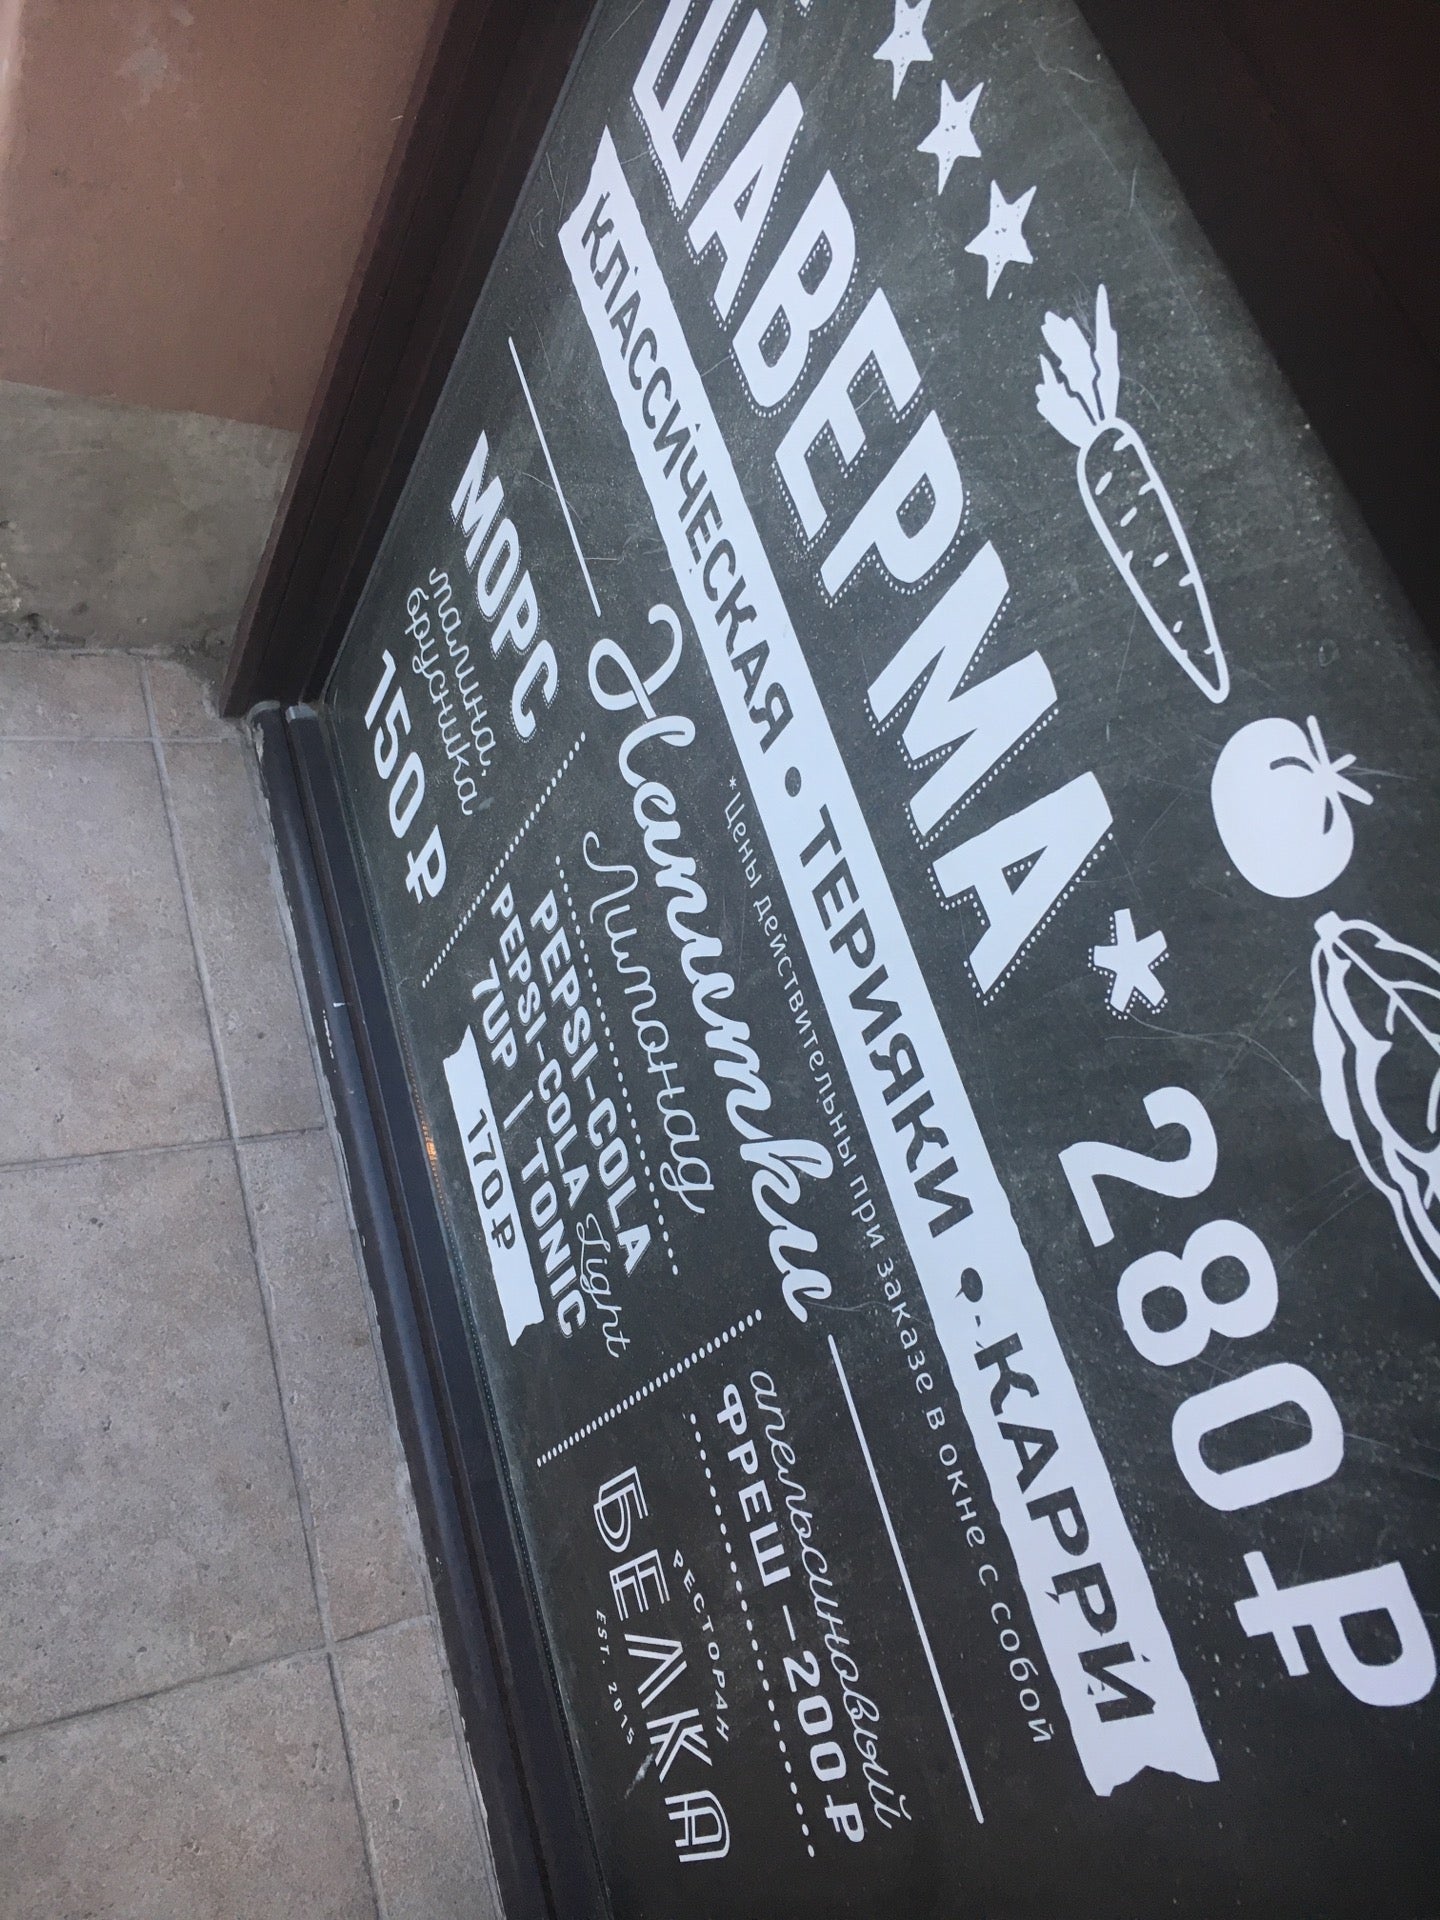 ШАВЕРМА* 280 ₽
КЛАССИЧЕСКАЯ • ТЕРИЯКИ • КАРРИ
*Цены действительны при заказе в окне с собой
Напитки
МОРС
малина,
брусника
150 ₽
Лимонад
PEPSI-COLA
PEPSI-COLA Light
7UP | TONIC
170 ₽
апельсиновый
ФРЕШ – 200 ₽
РЕСТОРАН
БЕЛКА
EST. 2015